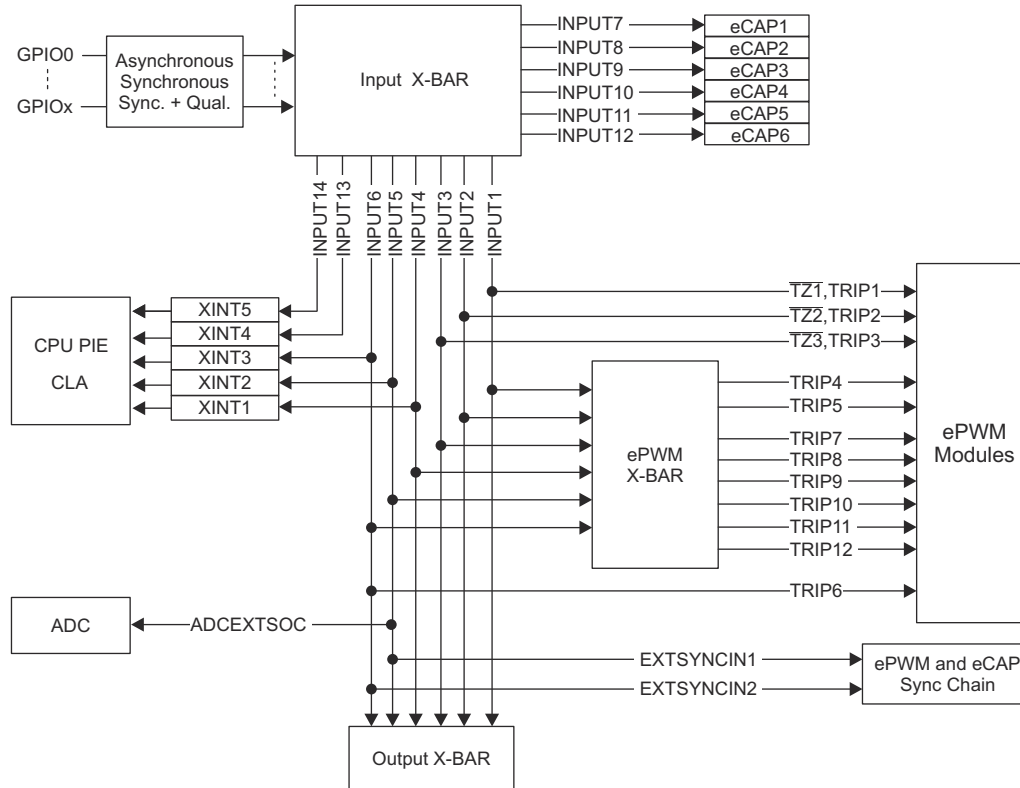 GPIO0
GPIOx
Asynchronous
Synchronous
Sync. + Qual.
Input X-BAR
INPUT7
INPUT8
INPUT9
INPUT10
INPUT11
INPUT12
eCAP1
eCAP2
eCAP3
eCAP4
eCAP5
eCAP6
INPUT14
INPUT13
INPUT6
INPUT5
INPUT4
INPUT3
INPUT2
INPUT1
CPU PIE
CLA
XINT5
XINT4
XINT3
XINT2
XINT1
TZ1,TRIP1
TZ2,TRIP2
TZ3,TRIP3
ePWM
X-BAR
TRIP4
TRIP5
TRIP7
TRIP8
TRIP9
TRIP10
TRIP11
TRIP12
TRIP6
ePWM
Modules
ADC
ADCEXTSOC
EXTSYNCIN1
EXTSYNCIN2
ePWM and eCAP
Sync Chain
Output X-BAR